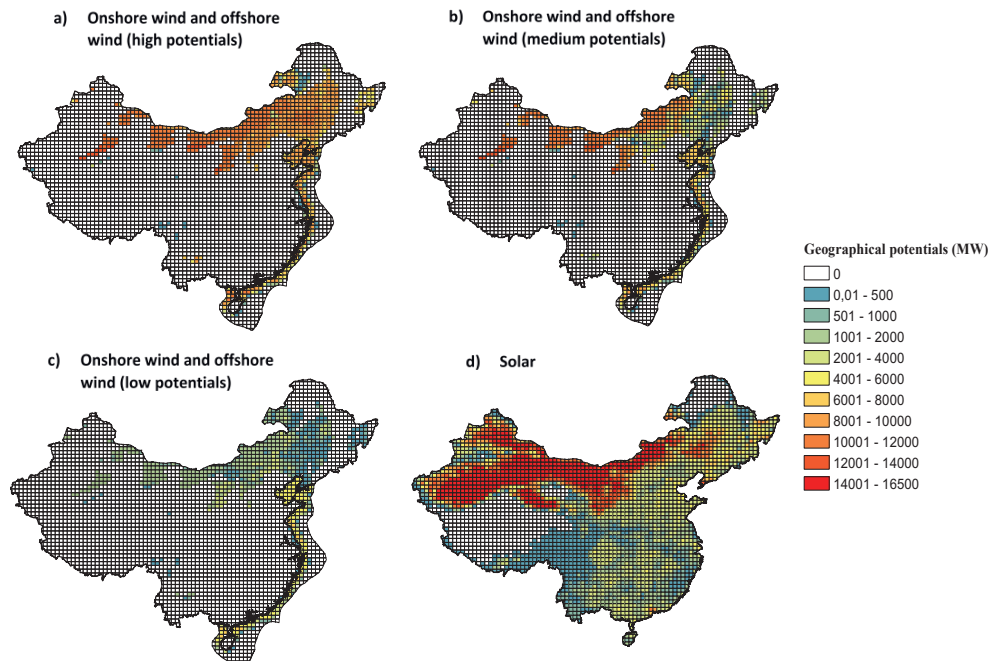 a) Onshore wind and offshore
wind (high potentials)
b) Onshore wind and offshore
wind (medium potentials)
Geographical potentials (MW)
0
0,01 - 500
501 - 1000
1001 - 2000
2001 - 4000
4001 - 6000
6001 - 8000
8001 - 10000
10001 - 12000
12001 - 14000
14001 - 16500
c) Onshore wind and offshore
wind (low potentials)
d) Solar